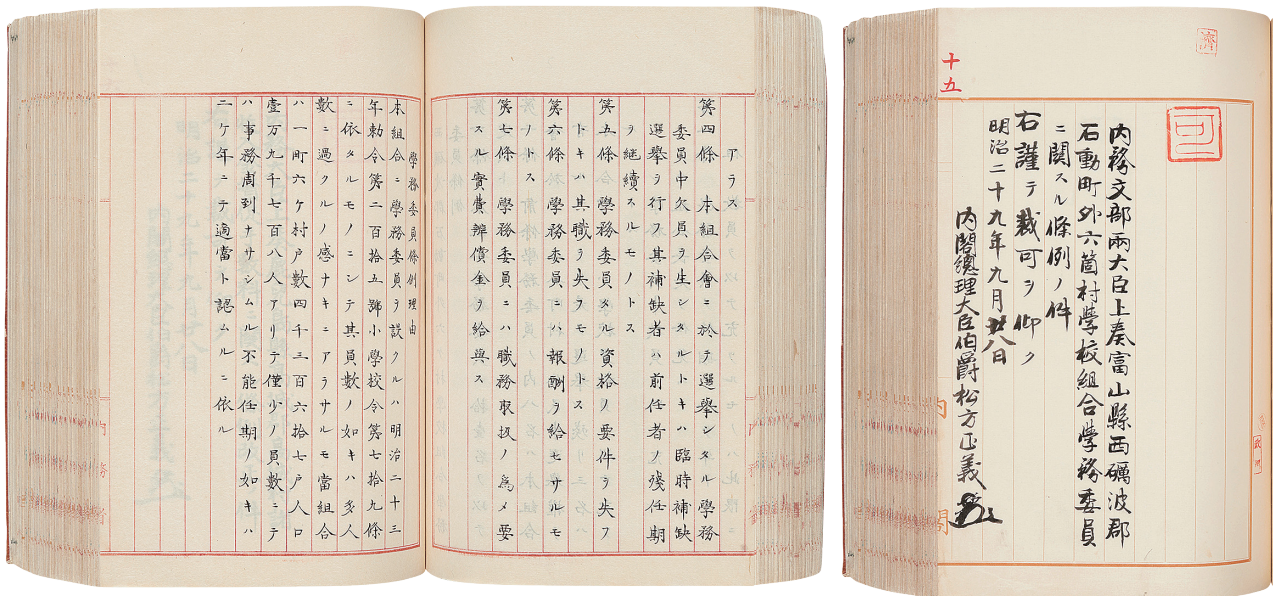 アラス
第四條 本組合會ニ於テ選擧シタル學務
委員中欠員ヲ生シタルトキハ臨時補缺
選擧ヲ行フ其補缺者ハ前任者ノ殘任期
ヲ継續スルモノトス
第五條 學務委員タル資格ノ要件ヲ失フ
トキハ其職ヲ失フモノトス
第六條 學務委員ニハ報酬ヲ給セサルモ
ノトス
第七條 學務委員ニハ職務取扱ノ為メ要
スル實費辨償金ヲ給與ス
學務委員條例理由
本組合ニ學務委員ヲ設クルハ明治二十三
年勅令第二百拾五號小學校令第七拾九條
ニ依タルモノニシテ其員數ノ如キハ多人
數ニ過クルノ感ナキニアラサルモ當組合
ハ一町六ケ村戸數四千三百六拾七戸人口
壹万九千七百八人アリテ僅少ノ員數ニテ
ハ事務周到ナサシムル不能任期ノ如キハ
二ケ年ニテ適當ト認ムルニ依ル
十五
可
内務文部兩大臣上奏富山縣西礪波郡
石動町外六箇村學校組合學務委員
ニ関スル條例ノ件
右謹テ裁可ヲ仰ク
明治二十九年九月廿八日
内閣總理大臣伯爵松方正義